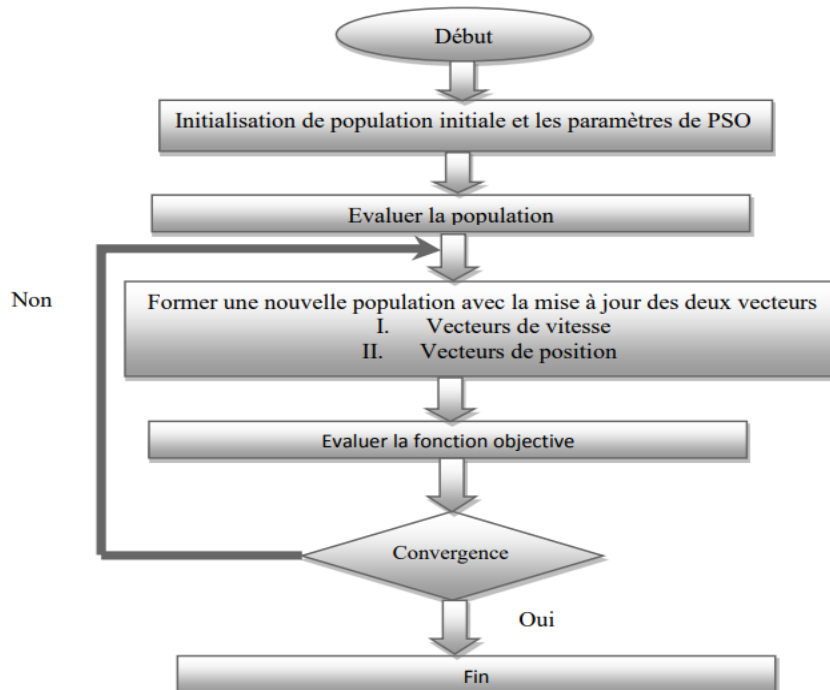 Début
Initialisation de population initiale et les paramètres de PSO
Evaluer la population
Non
Former une nouvelle population avec la mise à jour des deux vecteurs
I. Vecteurs de vitesse
II. Vecteurs de position
Evaluer la fonction objective
Convergence
Oui
Fin